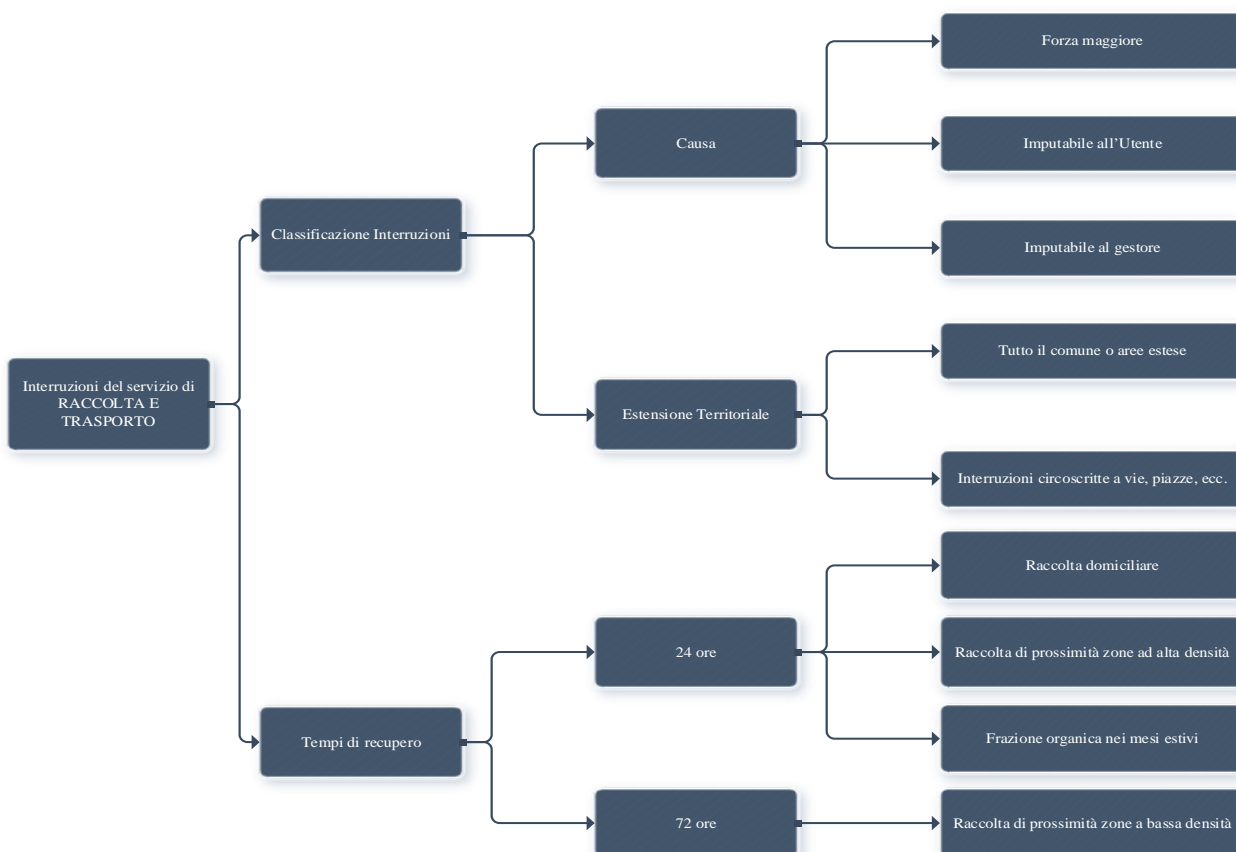 Interruzioni del servizio di
RACCOLTA E
TRASPORTO
Classificazione Interruzioni
Causa
Forza maggiore
Imputabile all'Utente
Imputabile al gestore
Estensione Territoriale
Tutto il comune o aree estese
Interruzioni circoscritte a vie, piazze, ecc.
Tempi di recupero
24 ore
Raccolta domiciliare
Raccolta di prossimità zone ad alta densità
Frazione organica nei mesi estivi
72 ore
Raccolta di prossimità zone a bassa densità